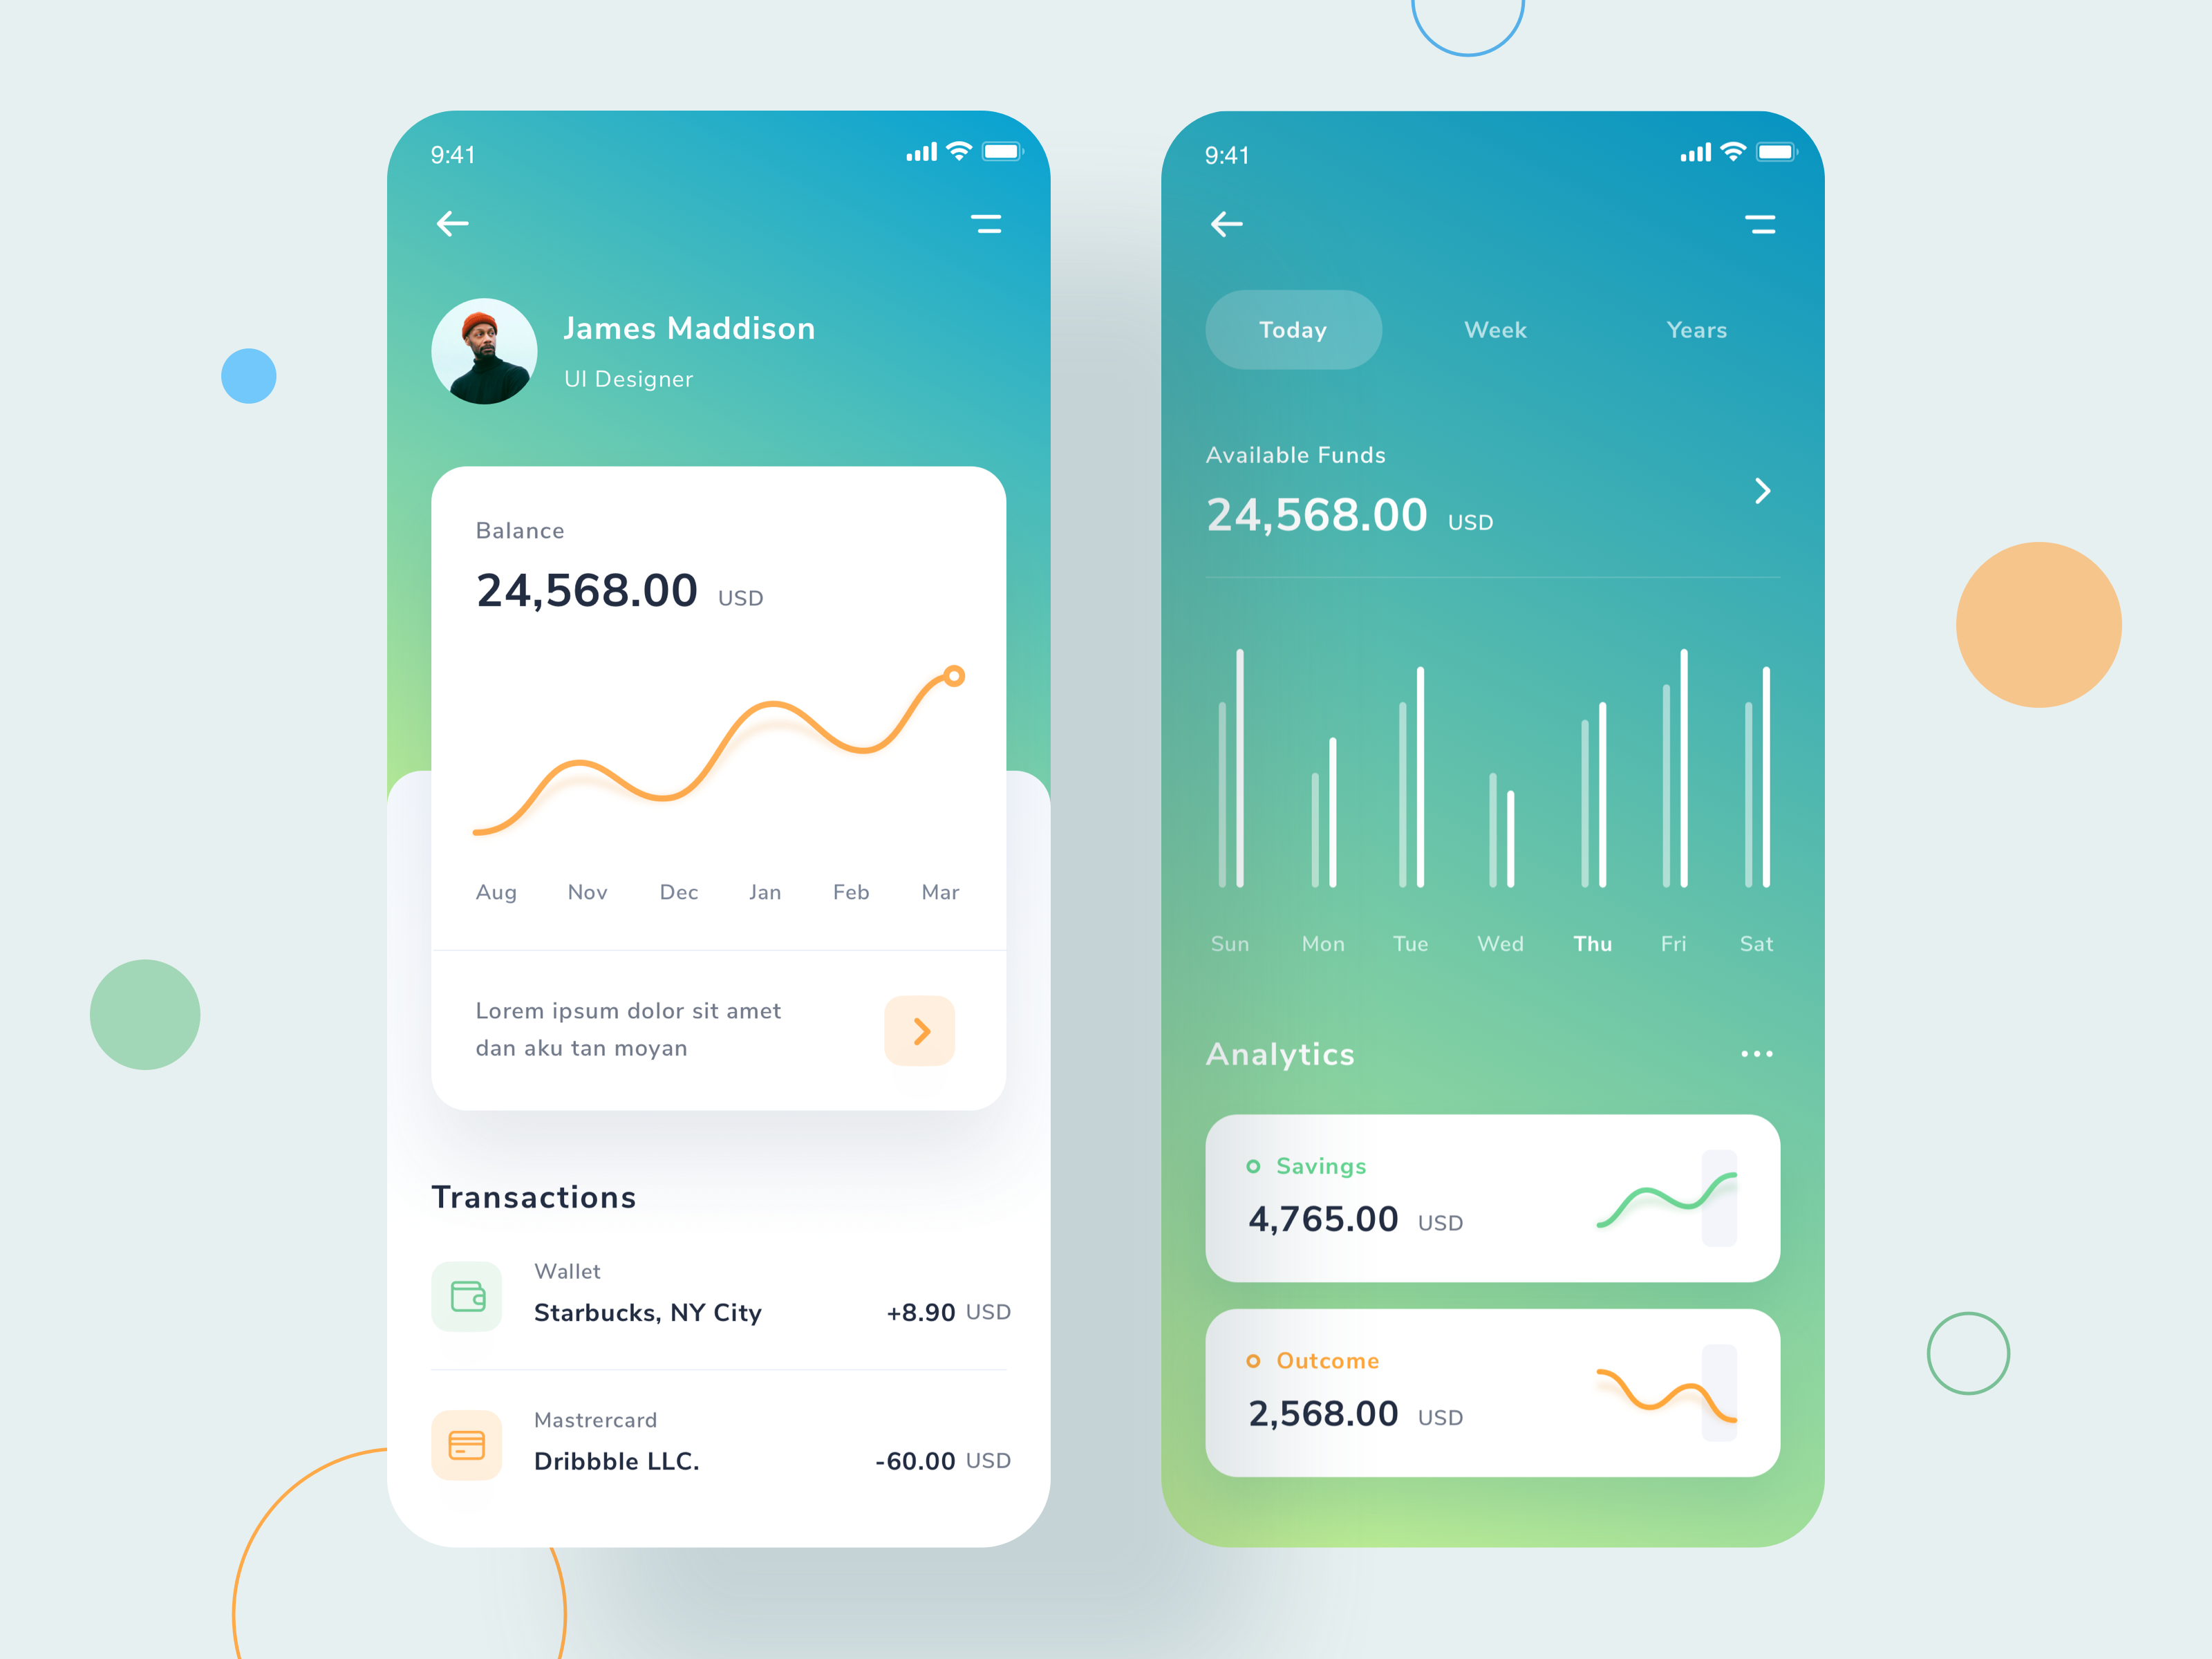 9:41
James Maddison
UI Designer
Balance
24,568.00 USD
Aug Nov Dec Jan Feb Mar
Lorem ipsum dolor sit amet
dan aku tan moyan
Transactions
Wallet
Starbucks, NY City +8.90 USD
Mastrercard
Dribbble LLC. -60.00 USD
9:41
Today Week Years
Available Funds
24,568.00 USD
Sun Mon Tue Wed Thu Fri Sat
Analytics
Savings
4,765.00 USD
Outcome
2,568.00 USD